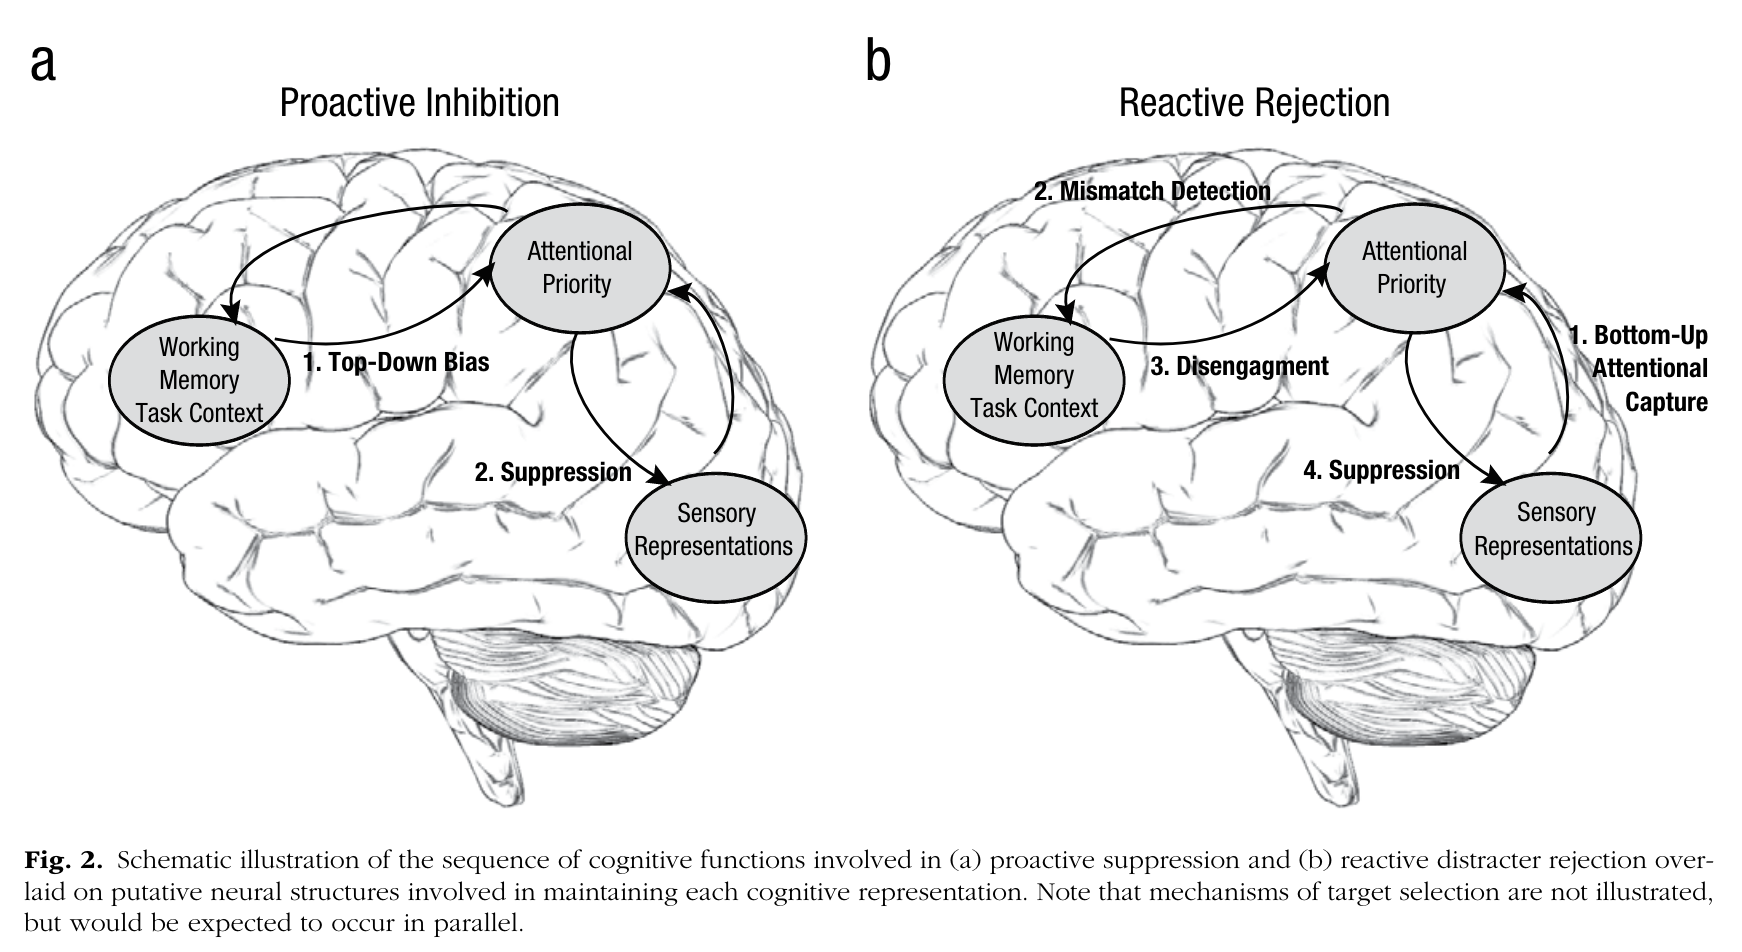 a
Proactive Inhibition
Attentional
Priority
Working
Memory
Task Context
1. Top-Down Bias
2. Suppression
Sensory
Representations
b
Reactive Rejection
2. Mismatch Detection
Attentional
Priority
1. Bottom-Up
Attentional
Capture
Working
Memory
Task Context
3. Disengagment
4. Suppression
Sensory
Representations
Fig. 2. Schematic illustration of the sequence of cognitive functions involved in (a) proactive suppression and (b) reactive distracter rejection over-
laid on putative neural structures involved in maintaining each cognitive representation. Note that mechanisms of target selection are not illustrated,
but would be expected to occur in parallel.